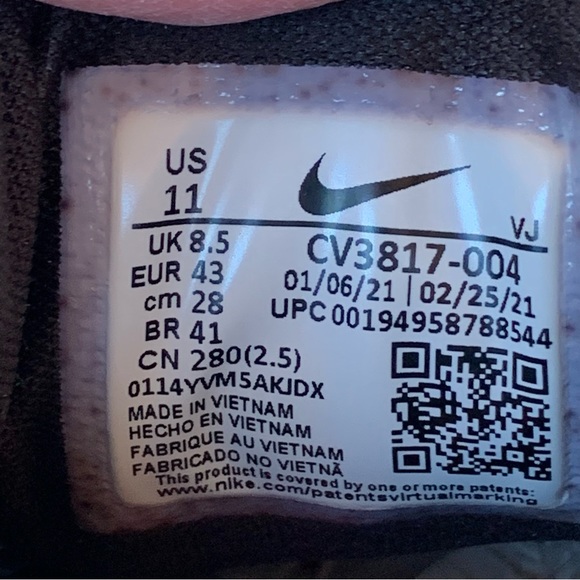 US
11
VJ
UK 8.5
CV3817-004
EUR 43
01/06/21 | 02/25/21
cm 28
UPC 00194958788544
BR 41
CN 280(2.5)
0114YVM5AKJDX
MADE IN VIETNAM
HECHO EN VIETNAM
FABRIQUE AU VIETNAM
FABRICADO NO VIETNÃ
This product is covered by one or more patents:
www.nike.com/patentsvirtualmarking